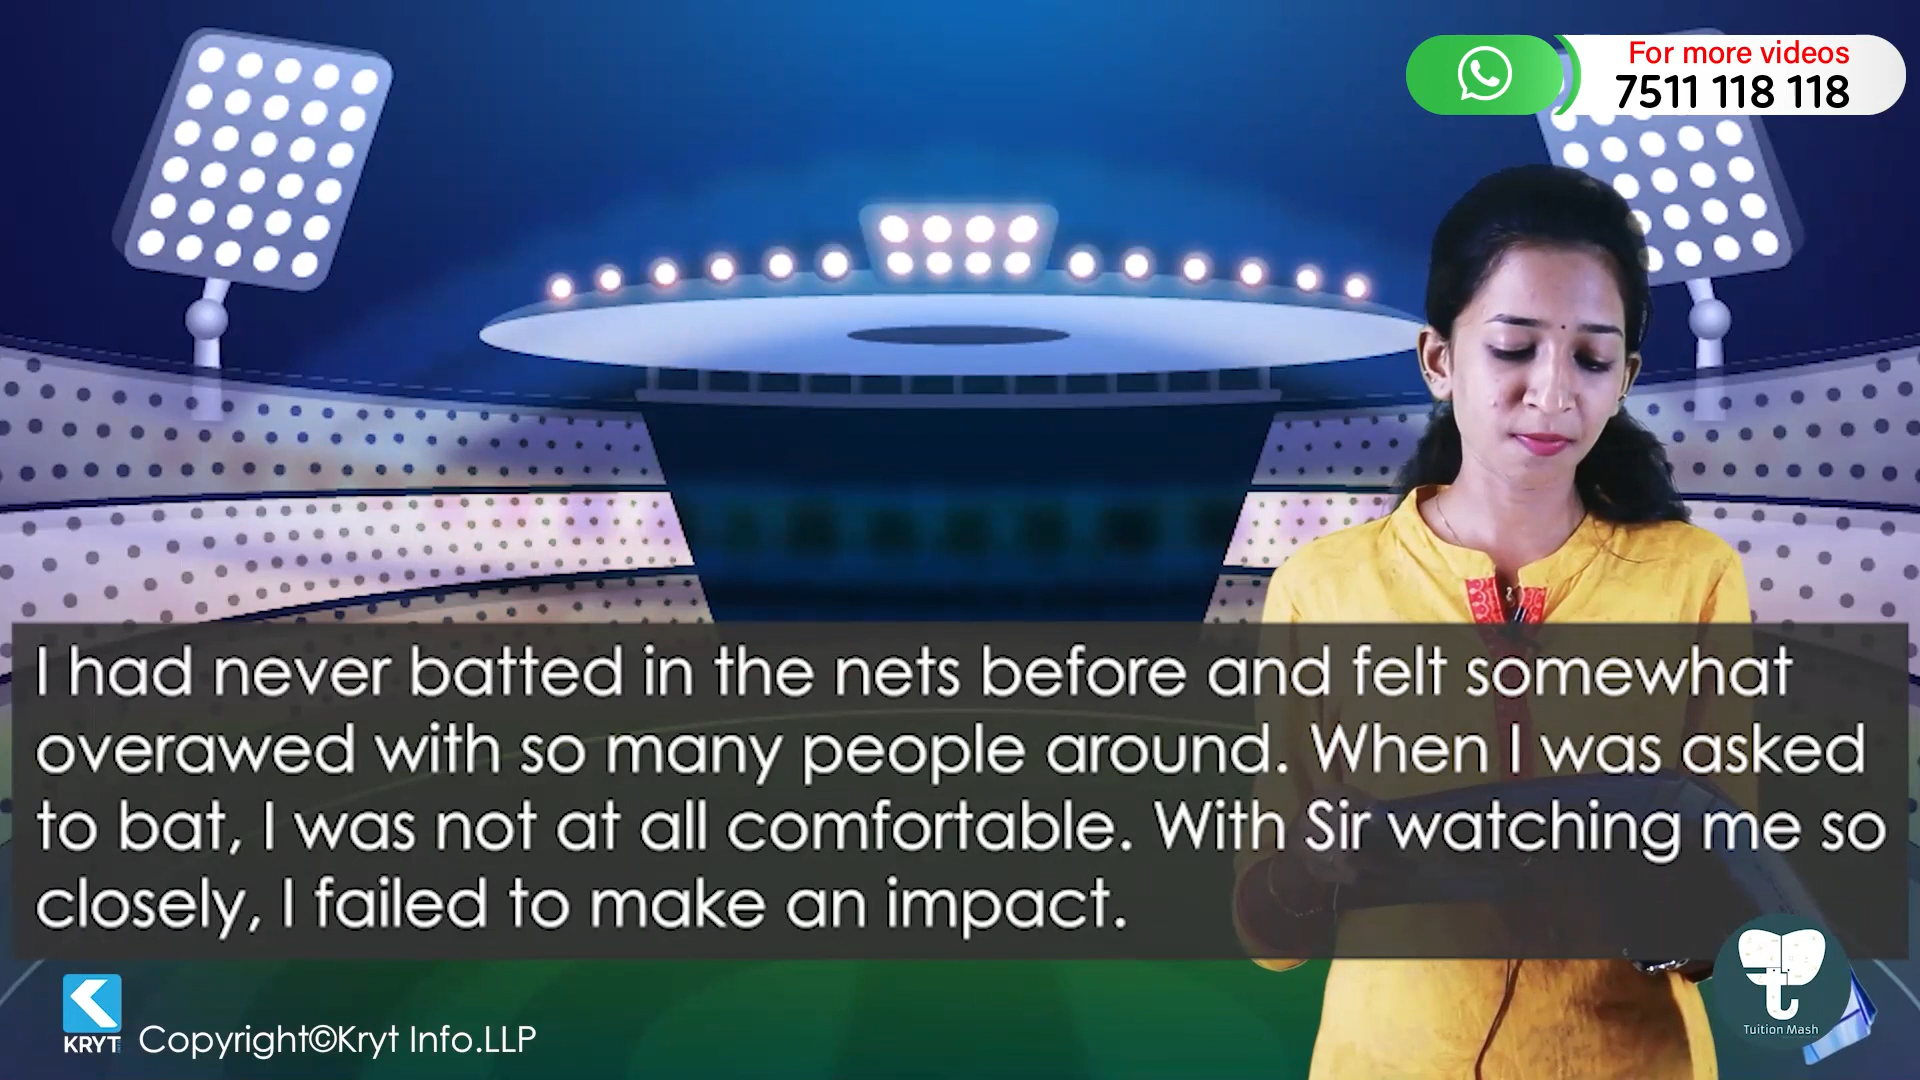 For more videos
7511 118 118
I had never batted in the nets before and felt somewhat
overawed with so many people around. When I was asked
to bat, I was not at all comfortable. With Sir watching me so
closely, I failed to make an impact.
KRYT
Copyright©Kryt Info.LLP
Tuition Mash